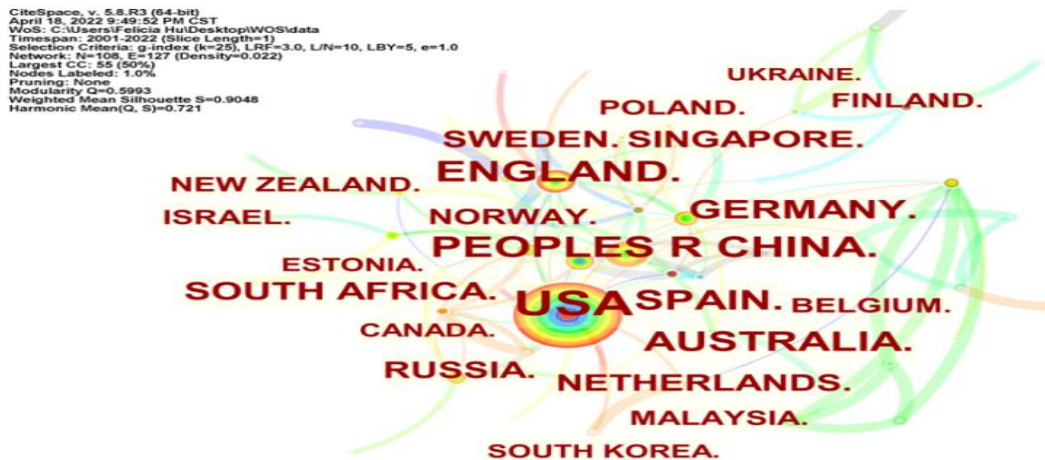 CiteSpace, v. 5.8.R3 (64-bit)
April 18, 2022 9:49:52 PM CST
WoS: C:\Users\Felicia Hu\Desktop\WOS\data
Timespan: 2001-2022 (Slice Length=1)
Selection Criteria: g-index (k=25), LRF=3.0, L/N=10, LBY=5, e=1.0
Network: N=108, E=127 (Density=0.022)
Largest CC: 55 (50%)
Nodes Labeled: 1.0%
Pruning: None
Modularity Q=0.5993
Weighted Mean Silhouette S=0.9048
Harmonic Mean(Q, S)=0.721
UKRAINE.
POLAND. FINLAND.
SWEDEN. SINGAPORE.
ENGLAND.
NEW ZEALAND.
ISRAEL. NORWAY. GERMANY.
PEOPLES R CHINA.
ESTONIA.
SOUTH AFRICA. USA SPAIN. BELGIUM.
CANADA. AUSTRALIA.
RUSSIA. NETHERLANDS.
MALAYSIA.
SOUTH KOREA.